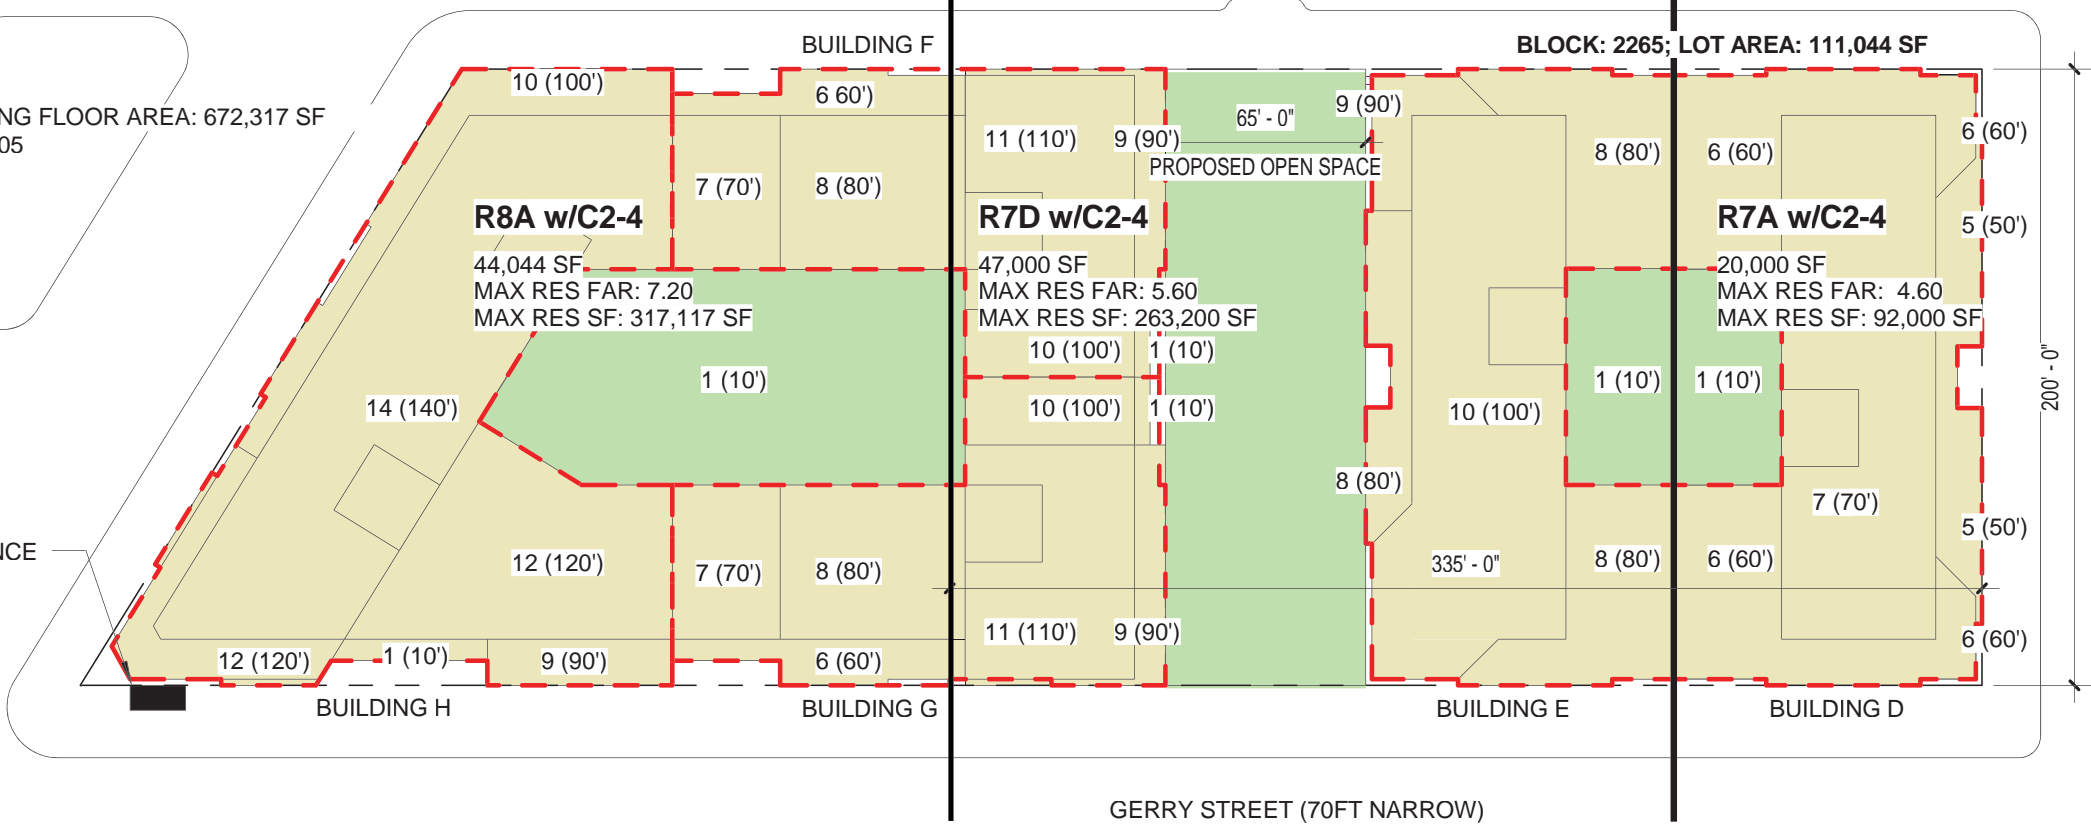 BUILDING F
BLOCK: 2265; LOT AREA: 111,044 SF
NG FLOOR AREA: 672,317 SF
05
10 (100')
6 60')
11 (110')
9 (90')
65' - 0"
9 (90')
PROPOSED OPEN SPACE
8 (80')
6 (60')
6 (60')
7 (70')
8 (80')
5 (50')
R8A w/C2-4
44,044 SF
MAX RES FAR: 7.20
MAX RES SF: 317,117 SF
R7D w/C2-4
47,000 SF
MAX RES FAR: 5.60
MAX RES SF: 263,200 SF
R7A w/C2-4
20,000 SF
MAX RES FAR: 4.60
MAX RES SF: 92,000 SF
10 (100')
1 (10')
200' - 0"
1 (10')
1 (10')
1 (10')
14 (140')
10 (100')
1 (10')
10 (100')
8 (80')
7 (70')
5 (50')
NCE
12 (120')
7 (70')
8 (80')
335' - 0"
8 (80')
6 (60')
11 (110')
9 (90')
6 (60')
12 (120')
1 (10')
9 (90')
6 (60')
BUILDING H
BUILDING G
BUILDING E
BUILDING D
GERRY STREET (70FT NARROW)